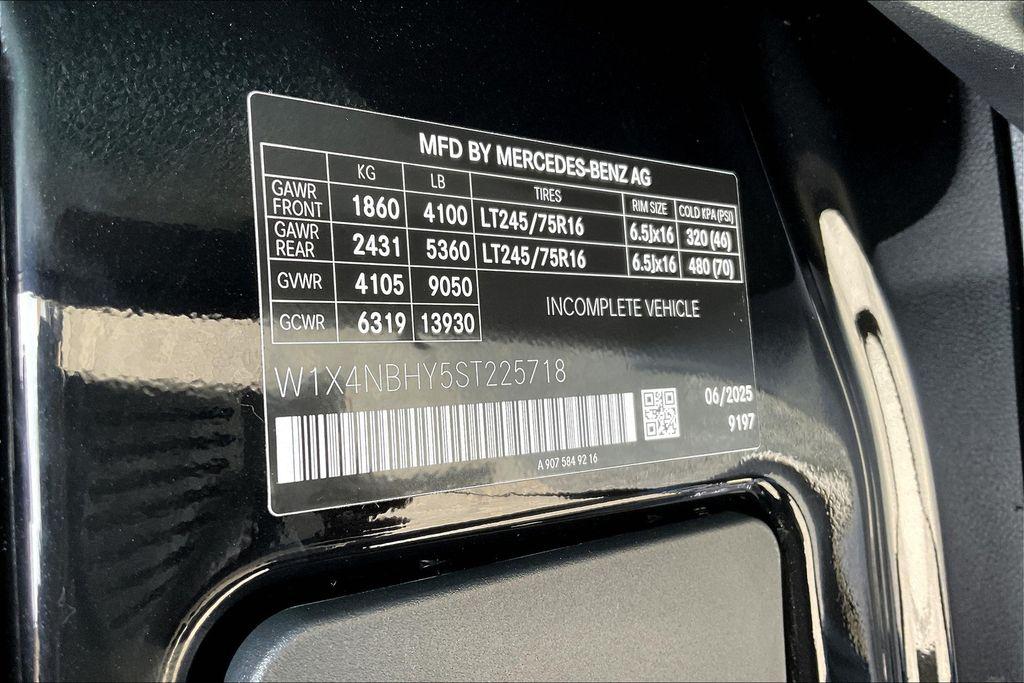 MFD BY MERCEDES-BENZ AG
KG LB TIRES RIM SIZE COLD KPA (PSI)
GAWR FRONT 1860 4100 LT245/75R16 6.5Jx16 320 (46)
GAWR REAR 2431 5360 LT245/75R16 6.5Jx16 480 (70)
GVWR 4105 9050
INCOMPLETE VEHICLE
GCWR 6319 13930
W1X4NBHY5ST225718
06/2025
9197
A 907 584 92 16